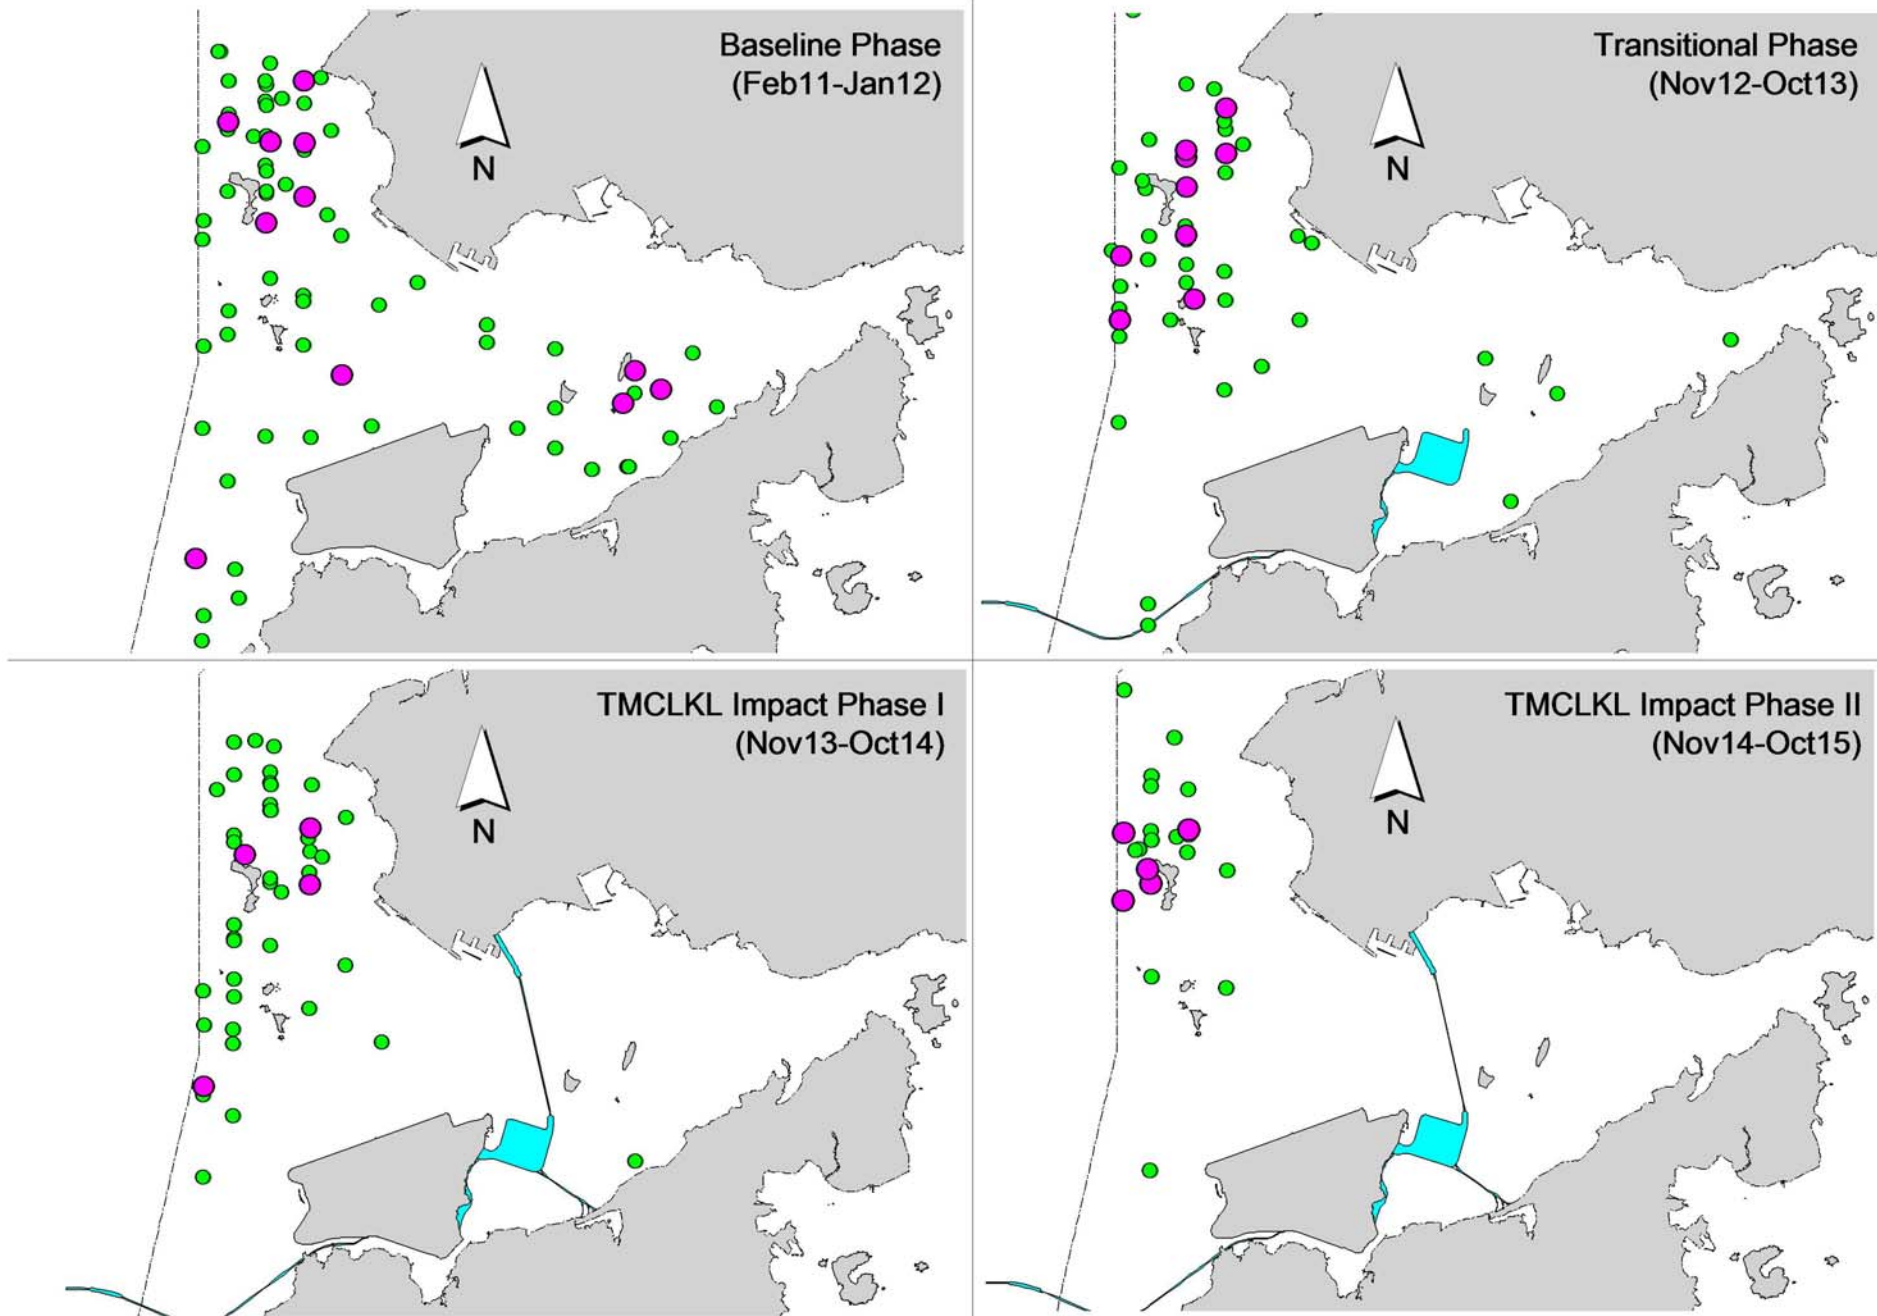 Baseline Phase
(Feb11-Jan12)
N
Transitional Phase
(Nov12-Oct13)
N
TMCLKL Impact Phase I
(Nov13-Oct14)
N
TMCLKL Impact Phase II
(Nov14-Oct15)
N